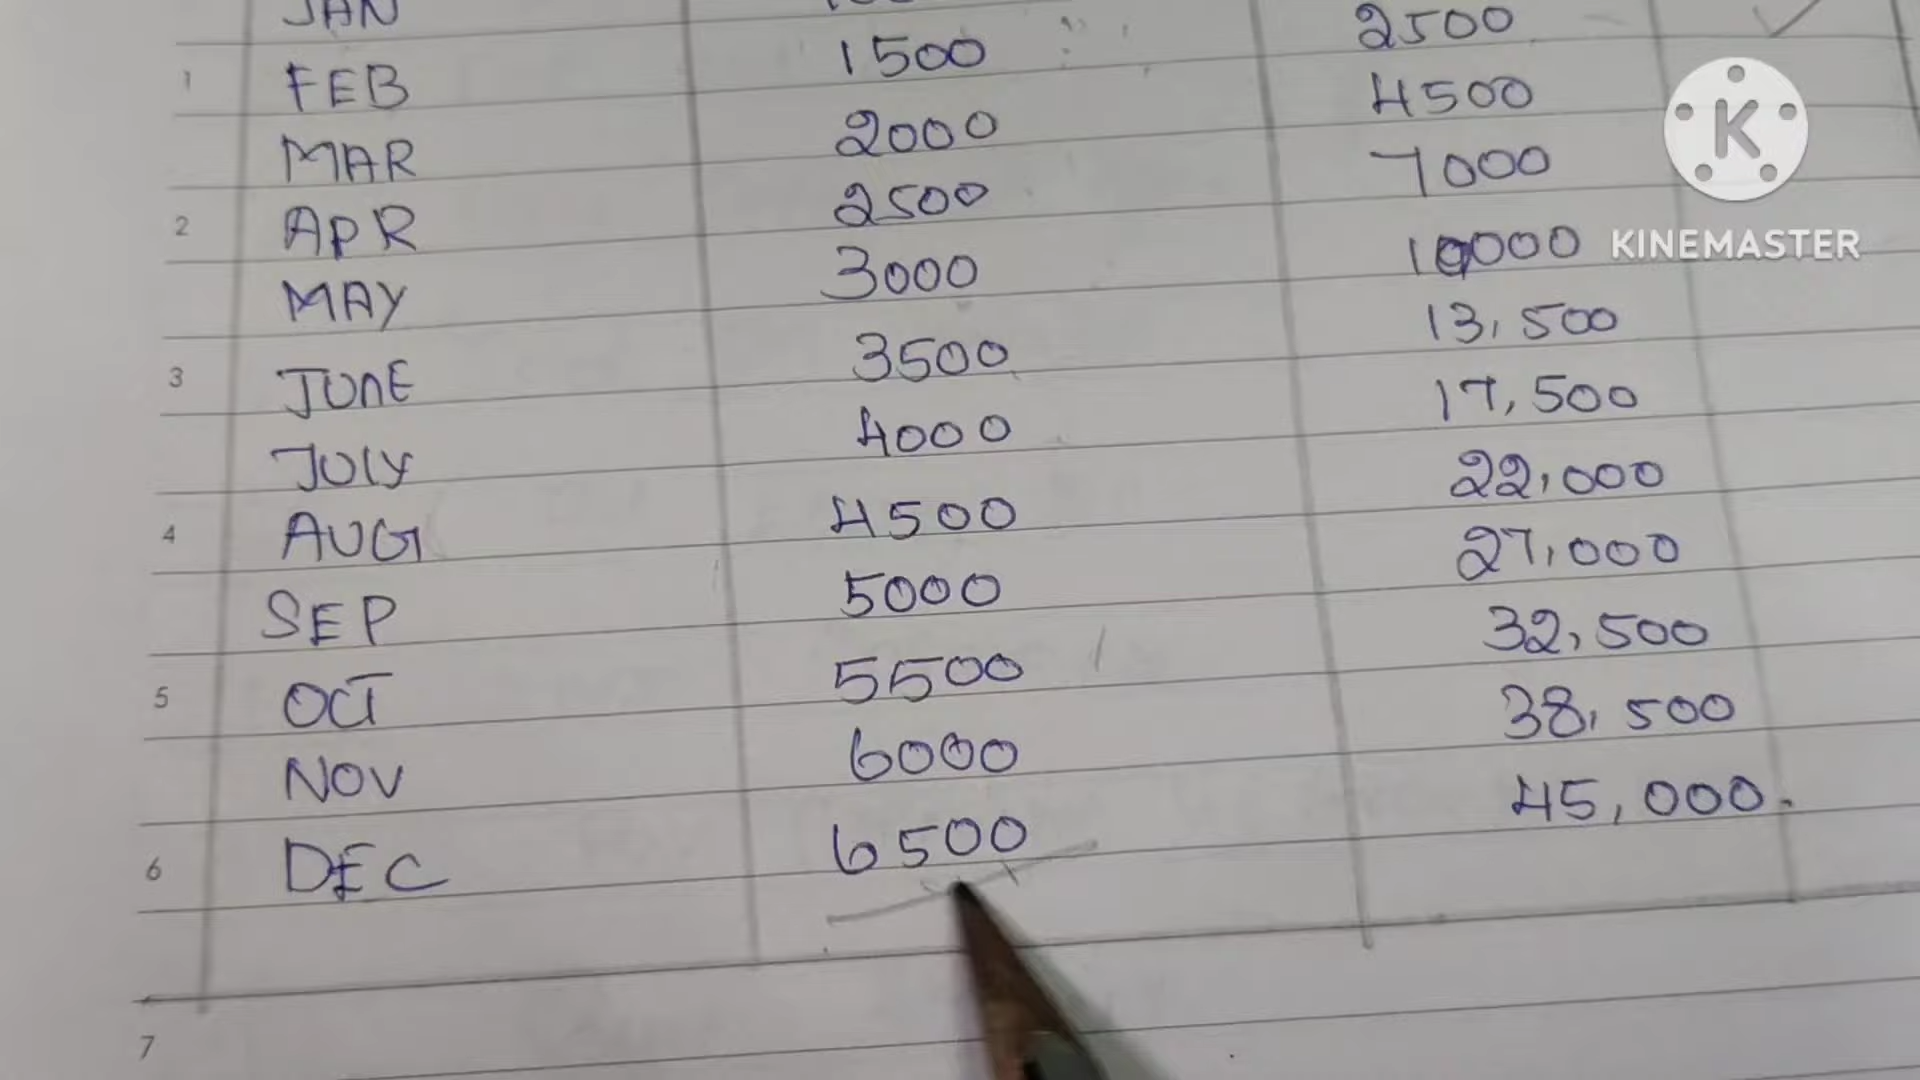 JAN
1 FEB 1500 2500
MAR 2000 4500
2 APR 2500 7000
MAY 3000 10000
3 JUNE 3500 13,500
JULY 4000 17,500
4 AUG 4500 22,000
SEP 5000 27,000
5 OCT 5500 32,500
NOV 6000 38,500
6 DEC 6500 45,000.
7
K
KINEMASTER